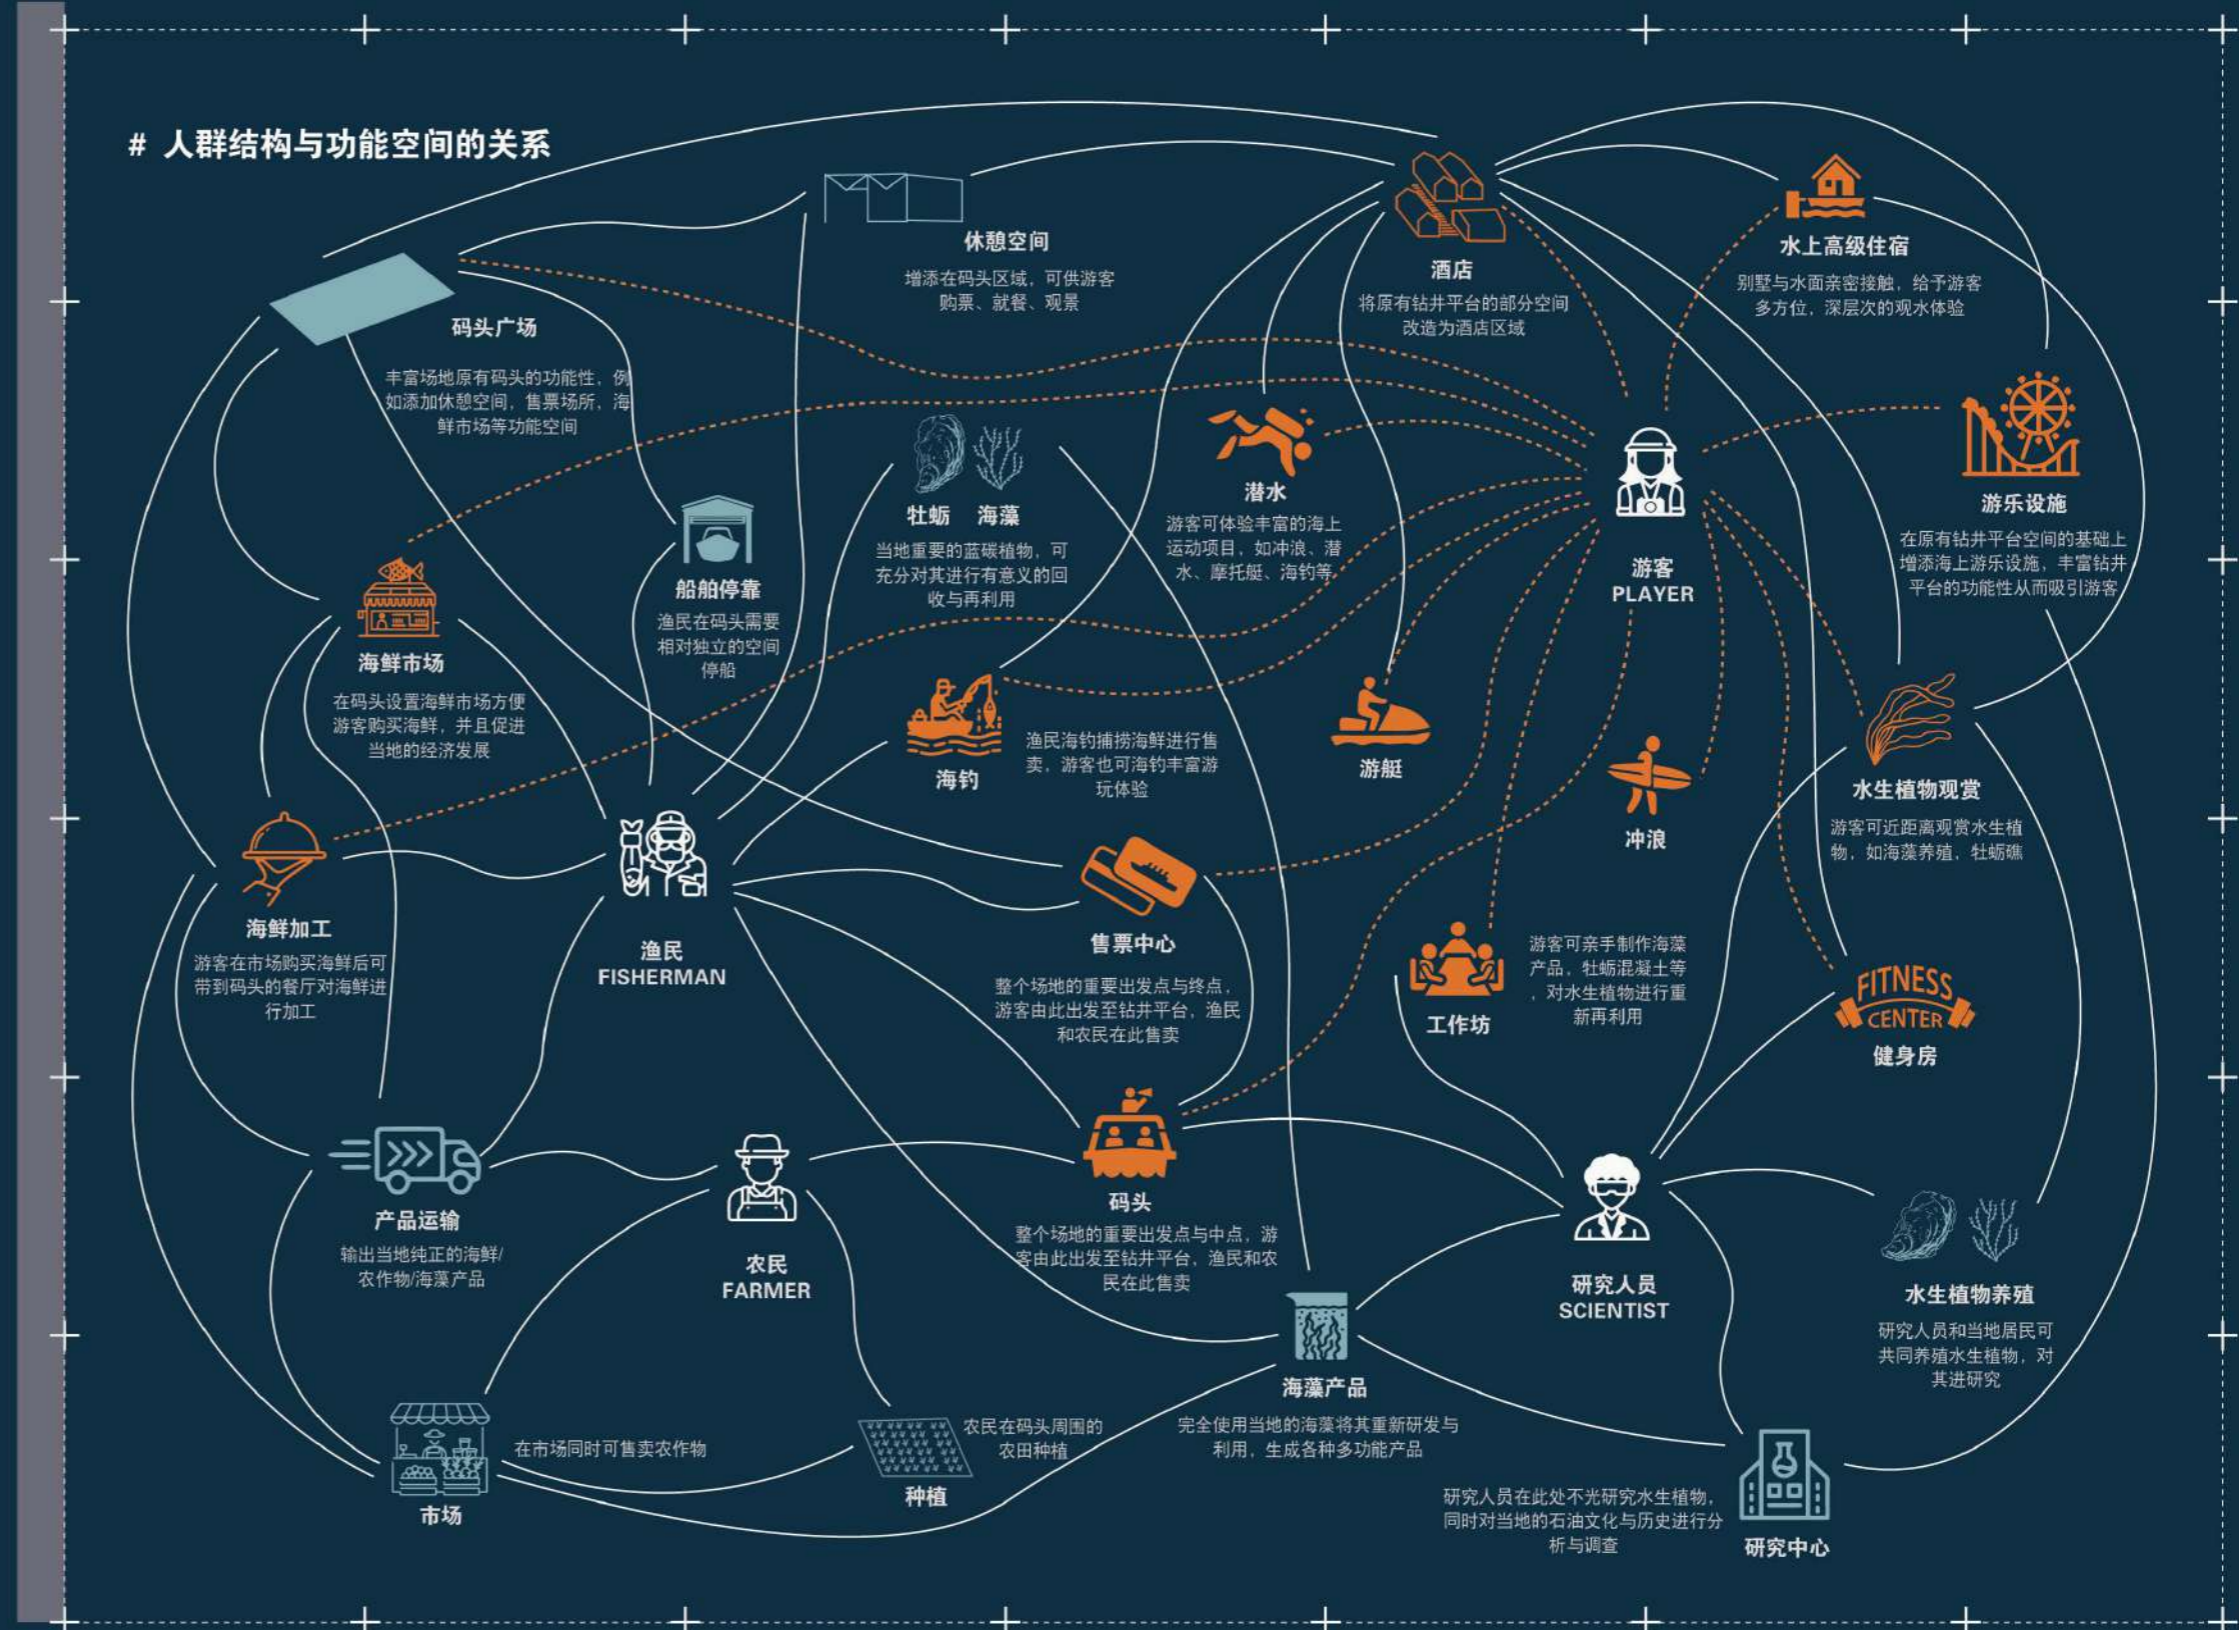 # 人群结构与功能空间的关系
休憩空间
增添在码头区域，可供游客
购票、就餐、观景
酒店
将原有钻井平台的部分空间
改造为酒店区域
水上高级住宿
别墅与水面亲密接触，给予游客
多方位，深层次的观水体验
码头广场
丰富场地原有码头的功能性，例
如添加休憩空间，售票场所，海
鲜市场等功能空间
牡蛎 海藻
当地重要的蓝碳植物，可
充分对其进行有意义的回
收与再利用
潜水
游客可体验丰富的海上
运动项目，如冲浪、潜
水、摩托艇、海钓等
游客
PLAYER
游乐设施
在原有钻井平台空间的基础上
增添海上游乐设施，丰富钻井
平台的功能性从而吸引游客
船舶停靠
渔民在码头需要
相对独立的空间
停船
海鲜市场
在码头设置海鲜市场方便
游客购买海鲜，并且促进
当地的经济发展
海钓
渔民海钓捕捞海鲜进行售
卖，游客也可海钓丰富游
玩体验
游艇
冲浪
水生植物观赏
游客可近距离观赏水生植
物，如海藻养殖，牡蛎礁
海鲜加工
游客在市场购买海鲜后可
带到码头的餐厅对海鲜进
行加工
渔民
FISHERMAN
售票中心
整个场地的重要出发点与终点，
游客由此出发至钻井平台，渔民
和农民在此售卖
工作坊
游客可亲手制作海藻
产品，牡蛎混凝土等
，对水生植物进行重
新再利用
FITNESS
CENTER
健身房
产品运输
输出当地纯正的海鲜/
农作物/海藻产品
农民
FARMER
码头
整个场地的重要出发点与中点，游
客由此出发至钻井平台，渔民和农
民在此售卖
研究人员
SCIENTIST
水生植物养殖
研究人员和当地居民可
共同养殖水生植物，对
其进研究
海藻产品
完全使用当地的海藻将其重新研发与
利用，生成各种多功能产品
市场
在市场同时可售卖农作物
种植
农民在码头周围的
农田种植
研究人员在此处不光研究水生植物，
同时对当地的石油文化与历史进行分
析与调查
研究中心